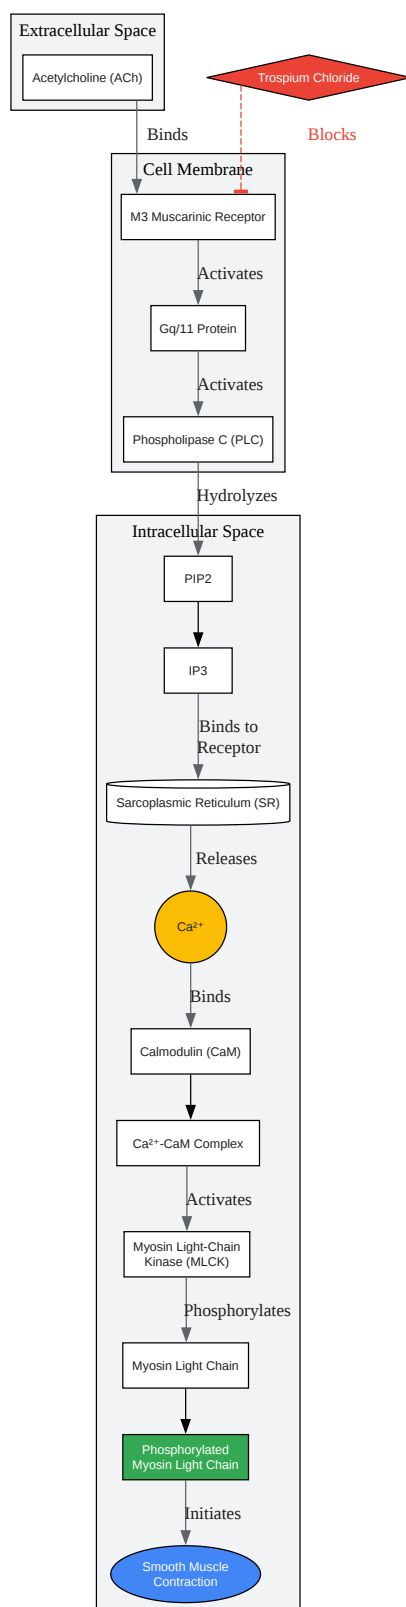 Extracellular Space
Acetylcholine (ACh)
Trospium Chloride
Binds
Blocks
Cell Membrane
M3 Muscarinic Receptor
Activates
Gq/11 Protein
Activates
Phospholipase C (PLC)
Hydrolyzes
Intracellular Space
PIP2
IP3
Binds to
Receptor
Sarcoplasmic Reticulum (SR)
Releases
Ca²⁺
Binds
Calmodulin (CaM)
Ca²⁺-CaM Complex
Activates
Myosin Light-Chain
Kinase (MLCK)
Phosphorylates
Myosin Light Chain
Phosphorylated
Myosin Light Chain
Initiates
Smooth Muscle
Contraction